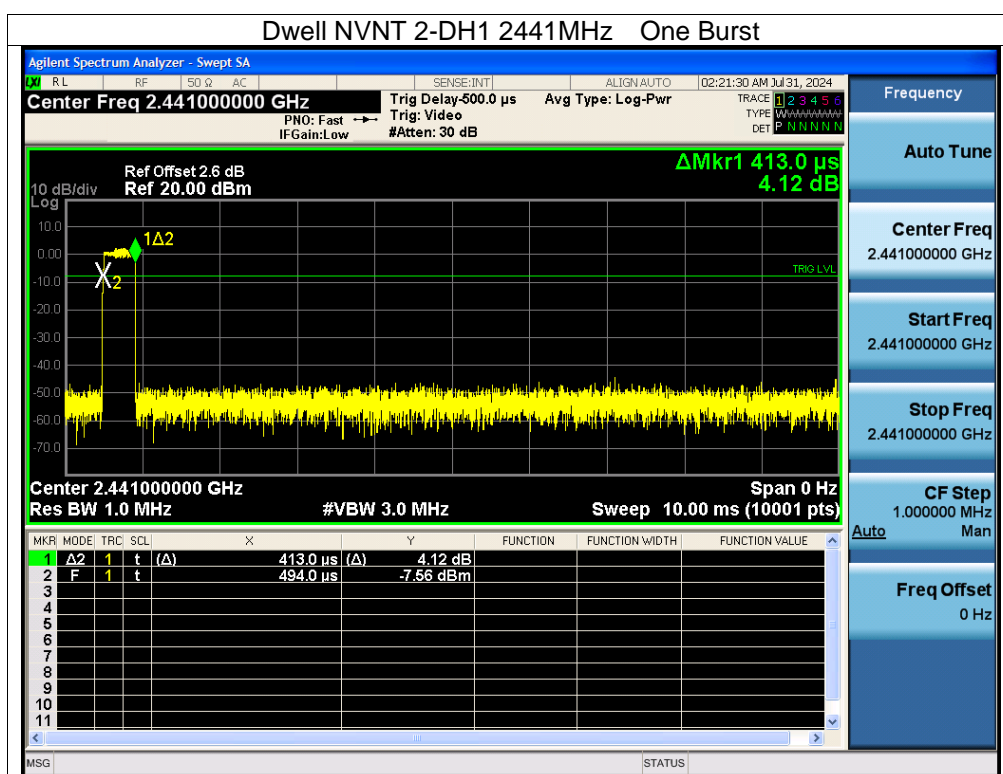 Dwell NVNT 2-DH1 2441MHz One Burst
Agilent Spectrum Analyzer - Swept SA
LXI RL RF 50 Ω AC SENSE:INT ALIGN AUTO 02:21:30 AM Jul 31, 2024
Center Freq 2.441000000 GHz Trig Delay-500.0 µs Avg Type: Log-Pwr TRACE 1 2 3 4 5 6
PNO: Fast Trig: Video TYPE WWWWWW
IFGain:Low #Atten: 30 dB DET P N N N N N
Frequency
Auto Tune
Center Freq
2.441000000 GHz
Start Freq
2.441000000 GHz
Stop Freq
2.441000000 GHz
CF Step
1.000000 MHz
Auto Man
Freq Offset
0 Hz
ΔMkr1 413.0 µs
4.12 dB
Ref Offset 2.6 dB
10 dB/div Ref 20.00 dBm
Log
10.0
0.00
-10.0
-20.0
-30.0
-40.0
-50.0
-60.0
-70.0
1Δ2
X2
TRIG LVL
Center 2.441000000 GHz Span 0 Hz
Res BW 1.0 MHz #VBW 3.0 MHz Sweep 10.00 ms (10001 pts)
MKR MODE TRC SCL X Y FUNCTION FUNCTION WIDTH FUNCTION VALUE
1 Δ2 1 t (Δ) 413.0 µs (Δ) 4.12 dB
2 F 1 t 494.0 µs -7.56 dBm
3
4
5
6
7
8
9
10
11
MSG STATUS